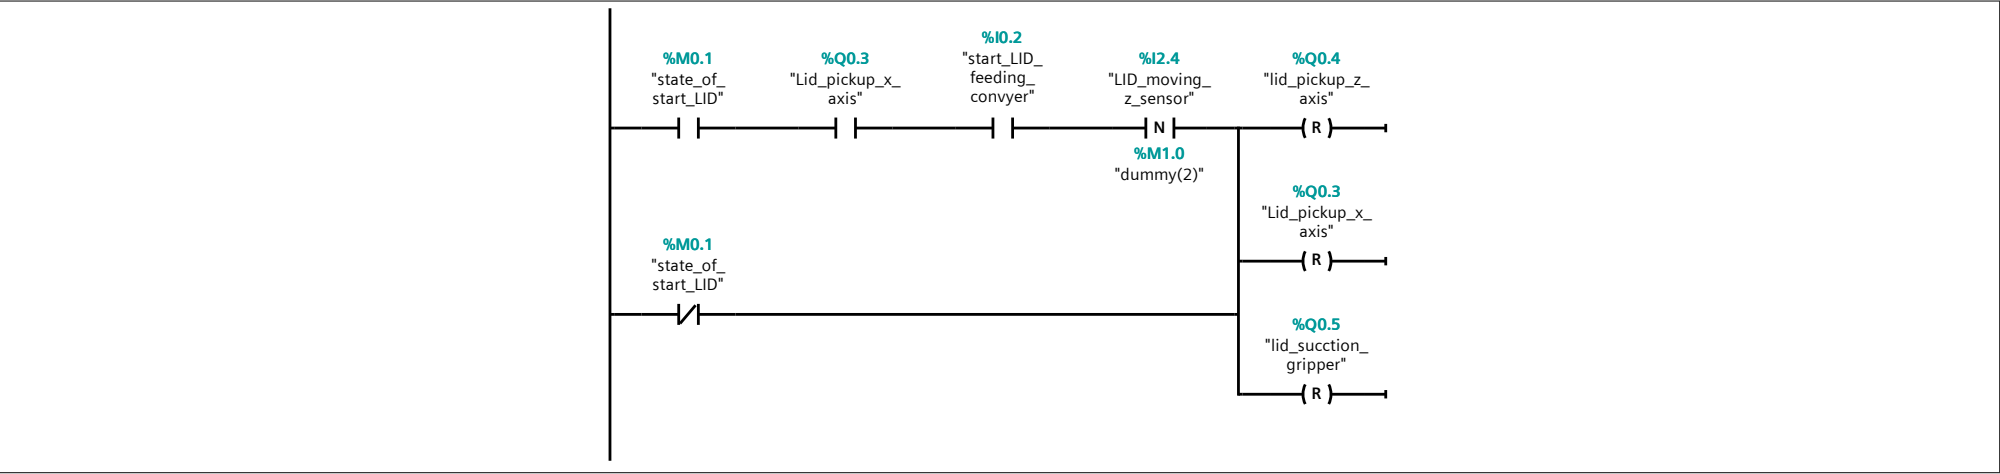 %M0.1
"state_of_
start_LID"
%Q0.3
"Lid_pickup_x_
axis"
%I0.2
"start_LID_
feeding_
convyer"
%I2.4
"LID_moving_
z_sensor"
N
%M1.0
"dummy(2)"
%Q0.4
"lid_pickup_z_
axis"
R
%Q0.3
"Lid_pickup_x_
axis"
R
%M0.1
"state_of_
start_LID"
%Q0.5
"lid_sucction_
gripper"
R